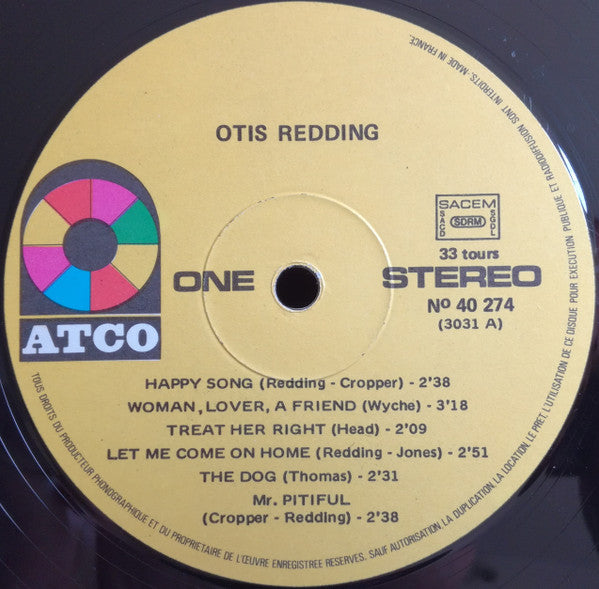 OTIS REDDING
SACEM
SACD
SDRM
SGDL
33 tours
ONE
STEREO
Nº 40 274
(3031 A)
ATCO
HAPPY SONG (Redding - Cropper) - 2'38
WOMAN, LOVER, A FRIEND (Wyche) - 3'18
TREAT HER RIGHT (Head) - 2'09
LET ME COME ON HOME (Redding - Jones) - 2'51
THE DOG (Thomas) - 2'31
Mr. PITIFUL
(Cropper - Redding) - 2'38
TOUS DROITS DU PRODUCTEUR PHONOGRAPHIQUE ET DU PROPRIETAIRE DE L'ŒUVRE ENREGISTREE RESERVES. SAUF AUTORISATION LA DUPLICATION, LA LOCATION, LE PRET, L'UTILISATION DE CE DISQUE POUR EXECUTION PUBLIQUE ET RADIODIFFUSION SONT INTERDITS. MADE IN FRANCE.